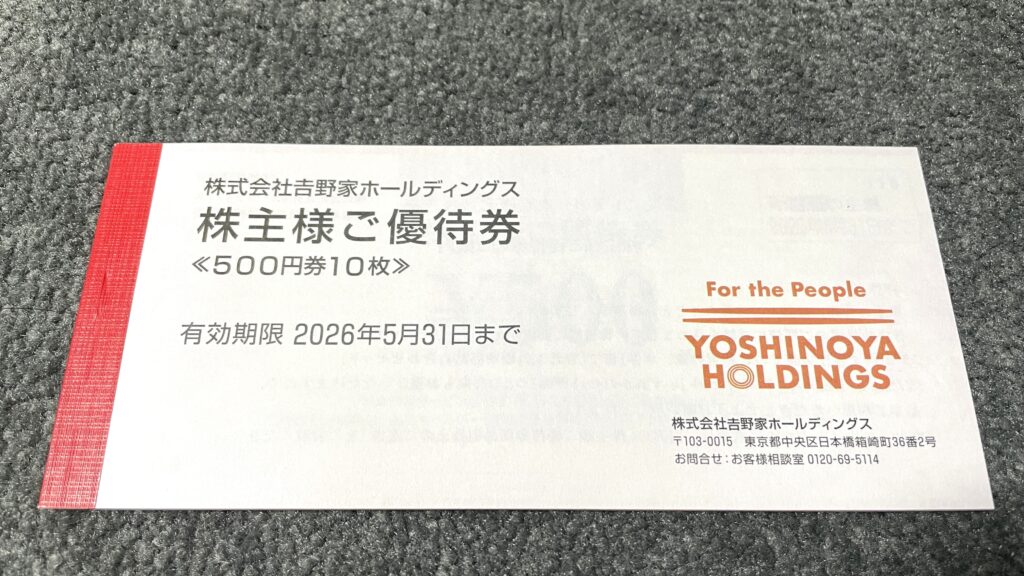 株式会社𠮷野家ホールディングス
株主様ご優待券
≪500円券10枚≫
有効期限 2026年5月31日まで
For the People
YOSHINOYA
HOLDINGS
株式会社𠮷野家ホールディングス
〒103-0015 東京都中央区日本橋箱崎町36番2号
お問合せ:お客様相談室 0120-69-5114